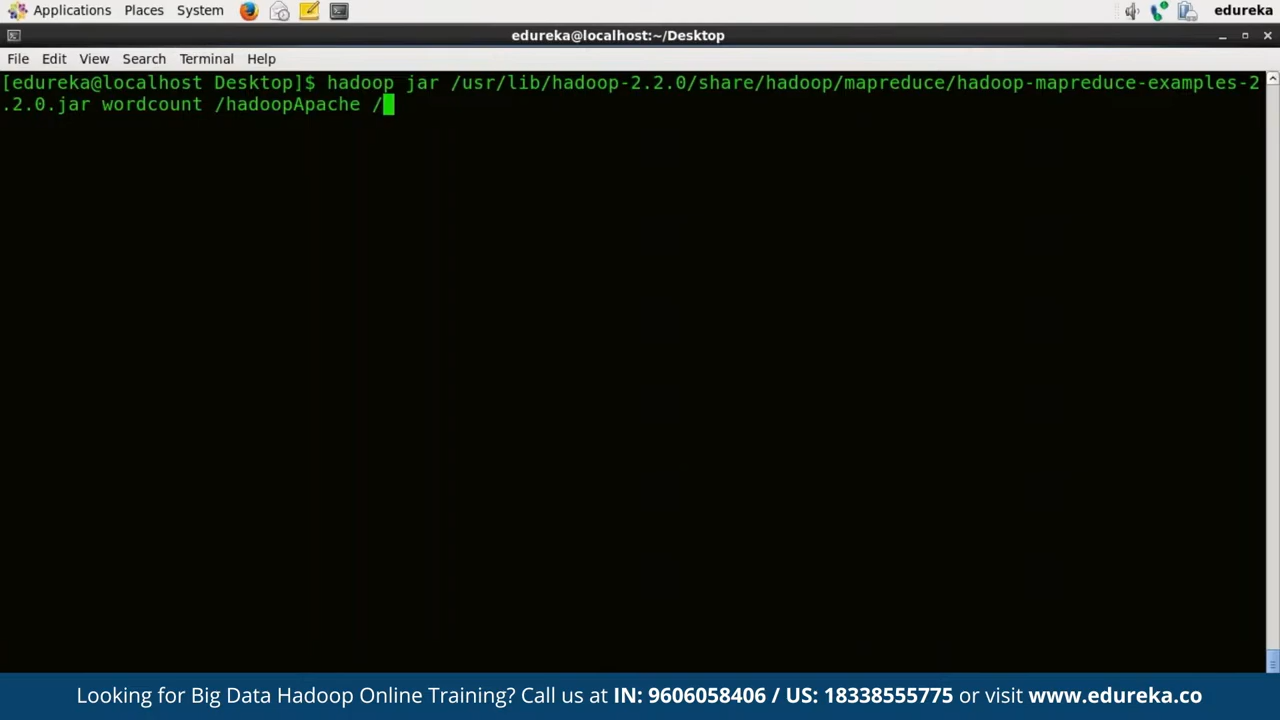 Applications Places System edureka
edureka@localhost:~/Desktop
File Edit View Search Terminal Help
[edureka@localhost Desktop]$ hadoop jar /usr/lib/hadoop-2.2.0/share/hadoop/mapreduce/hadoop-mapreduce-examples-2
.2.0.jar wordcount /hadoopApache /
Looking for Big Data Hadoop Online Training? Call us at IN: 9606058406 / US: 18338555775 or visit www.edureka.co